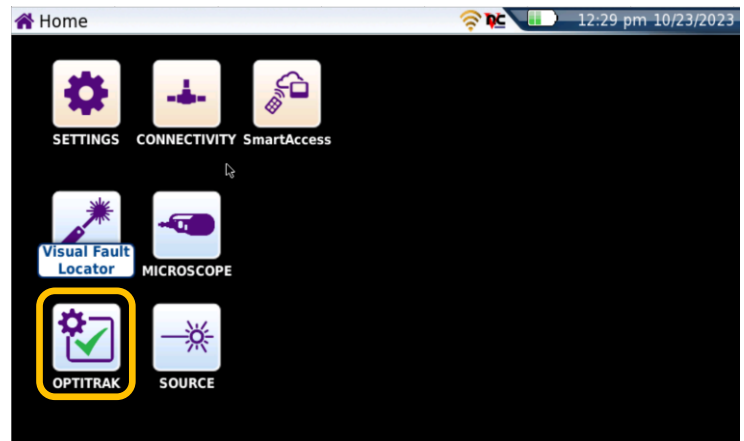 Home
12:29 pm 10/23/2023
SETTINGS
CONNECTIVITY
SmartAccess
Visual Fault
Locator
MICROSCOPE
OPTITRAK
SOURCE